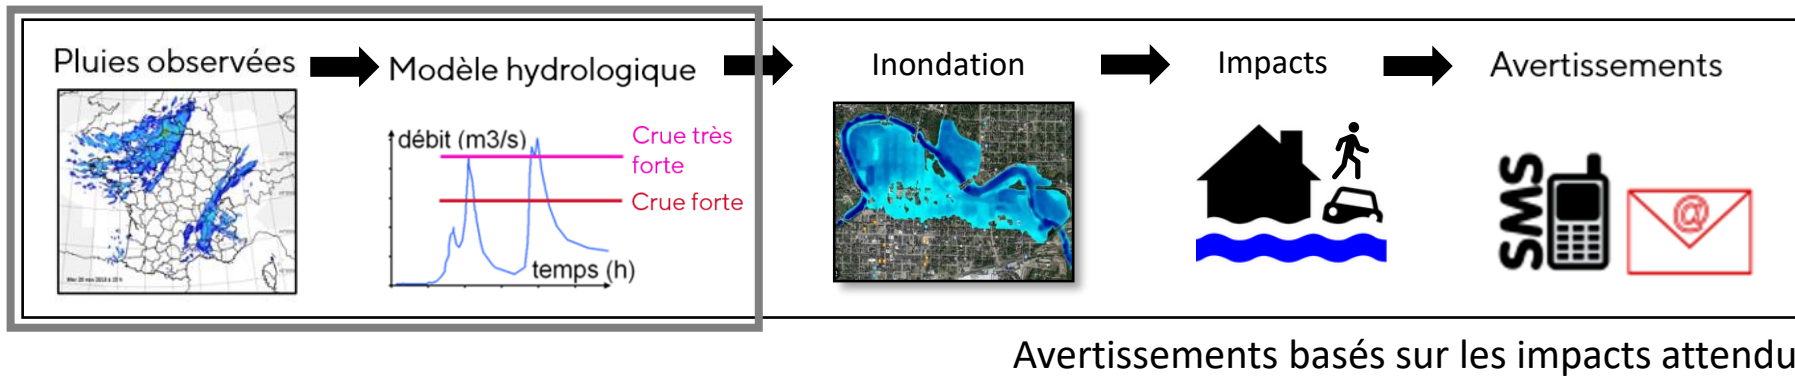 Pluies observées
Modèle hydrologique
Inondation
Impacts
Avertissements
débit (m3/s)
Crue très
forte
Crue forte
temps (h)
SMS
@
Avertissements basés sur les impacts attendu